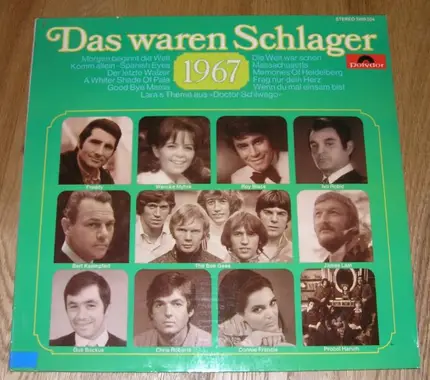 STEREO
Das waren Schlager
1967
Polydor
Morgen beginnt die Welt
Komm allein - Spanish Eyes
Der letzte Walzer
A Whiter Shade Of Pale
Good Bye Mama
Die Welt war schön
Massachusetts
Memories Of Heidelberg
Frag nur dein Herz
Wenn du mal einsam bist
Lara's Thema aus »Doctor Schiwago«
Freddy
Wencke Myhre
Roy Black
Ivo Robic
Bert Kaempfert
The Bee Gees
James Last
Bob Backus
Chris Roberts
Connie Francis
Procol Harum